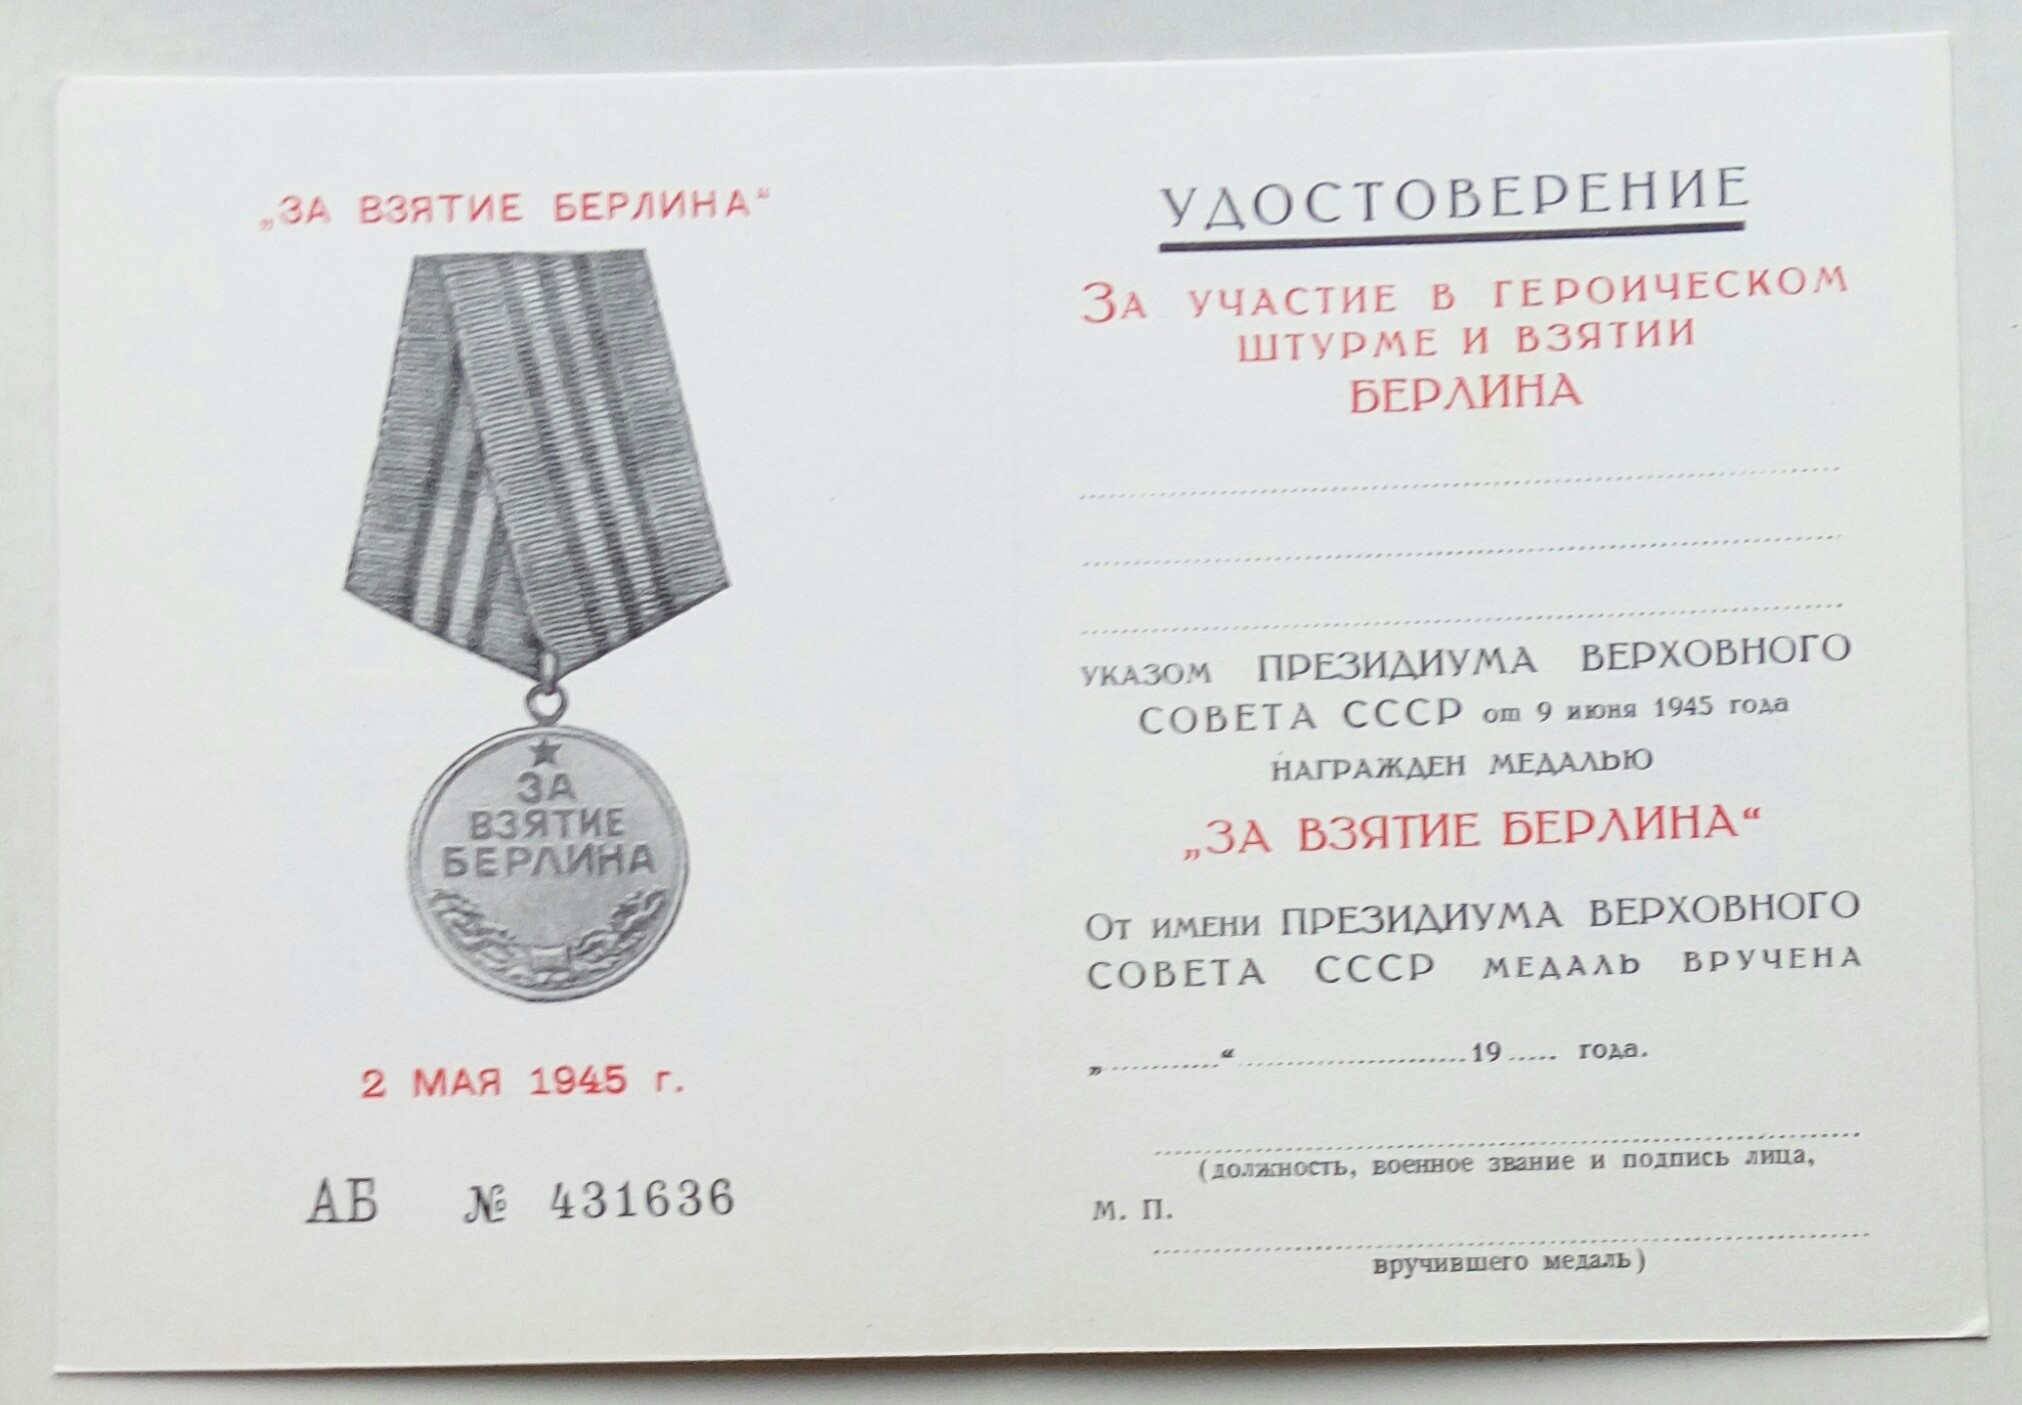 „ЗА ВЗЯТИЕ БЕРЛИНА“
ЗА
ВЗЯТИЕ
БЕРЛИНА
2 МАЯ 1945 г.
АБ № 431636
УДОСТОВЕРЕНИЕ
ЗА УЧАСТИЕ В ГЕРОИЧЕСКОМ
ШТУРМЕ И ВЗЯТИИ
БЕРЛИНА
УКАЗОМ ПРЕЗИДИУМА ВЕРХОВНОГО
СОВЕТА СССР от 9 июня 1945 года
НАГРАЖДЕН МЕДАЛЬЮ
„ЗА ВЗЯТИЕ БЕРЛИНА“
ОТ ИМЕНИ ПРЕЗИДИУМА ВЕРХОВНОГО
СОВЕТА СССР МЕДАЛЬ ВРУЧЕНА
„...........“......................19..... года.
(должность, военное звание и подпись лица,
М. П.
вручившего медаль)